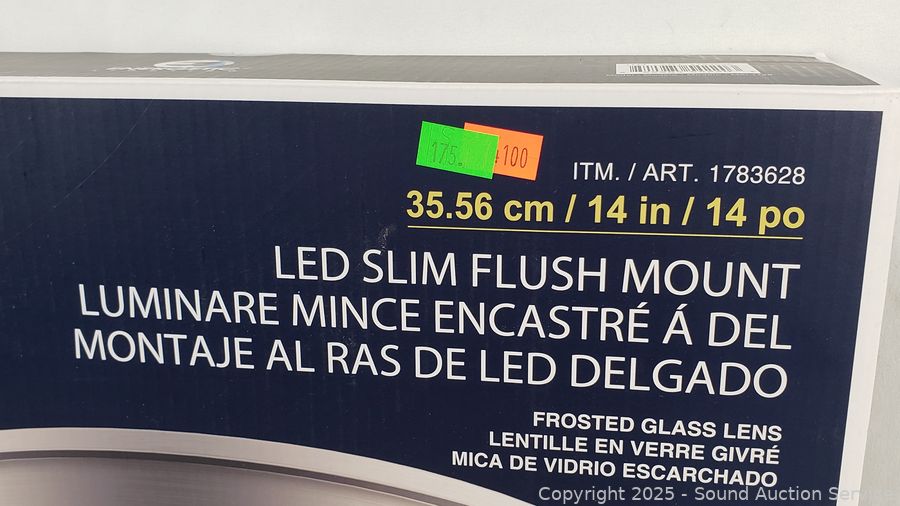 175.
100
ITM. / ART. 1783628
35.56 cm / 14 in / 14 po
LED SLIM FLUSH MOUNT
LUMINARE MINCE ENCASTRÉ Á DEL
MONTAJE AL RAS DE LED DELGADO
FROSTED GLASS LENS
LENTILLE EN VERRE GIVRÉ
MICA DE VIDRIO ESCARCHADO
Copyright 2025 - Sound Auction Service